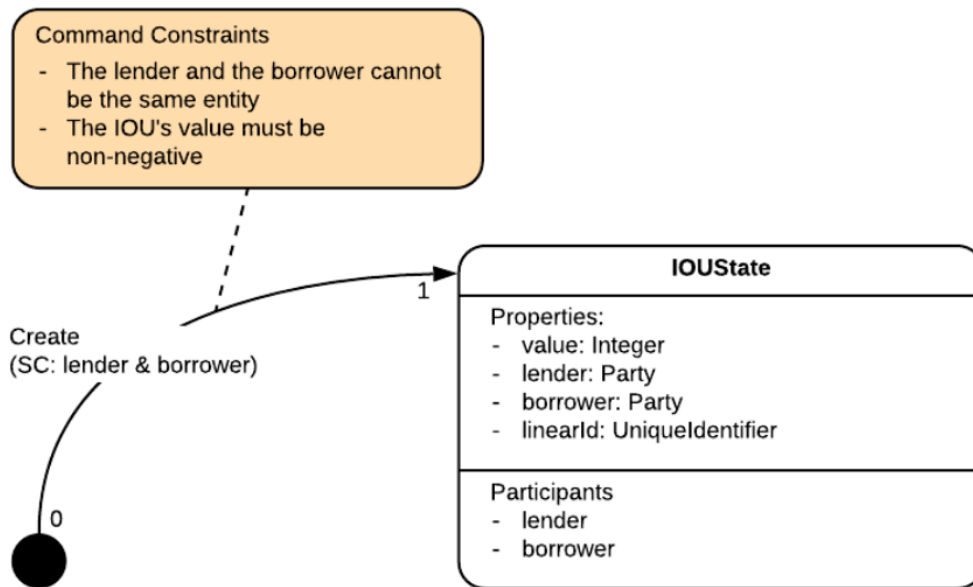 Command Constraints
- The lender and the borrower cannot
be the same entity
- The IOU's value must be
non-negative
1
Create
(SC: lender & borrower)
0
IOUState
Properties:
- value: Integer
- lender: Party
- borrower: Party
- linearId: UniqueIdentifier
Participants
- lender
- borrower